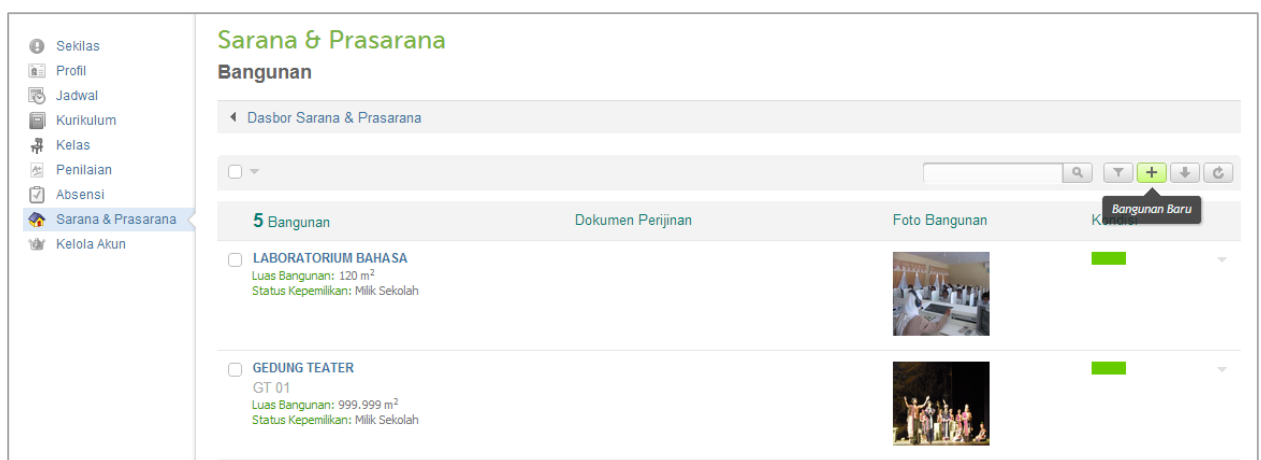 Sekilas
Profil
Jadwal
Kurikulum
Kelas
Penilaian
Absensi
Sarana & Prasarana
Kelola Akun
Sarana & Prasarana
Bangunan
Dasbor Sarana & Prasarana
Bangunan Baru
5 Bangunan Dokumen Perijinan Foto Bangunan Kondisi
LABORATORIUM BAHASA
Luas Bangunan: 120 m²
Status Kepemilikan: Milik Sekolah
GEDUNG TEATER
GT 01
Luas Bangunan: 999.999 m²
Status Kepemilikan: Milik Sekolah